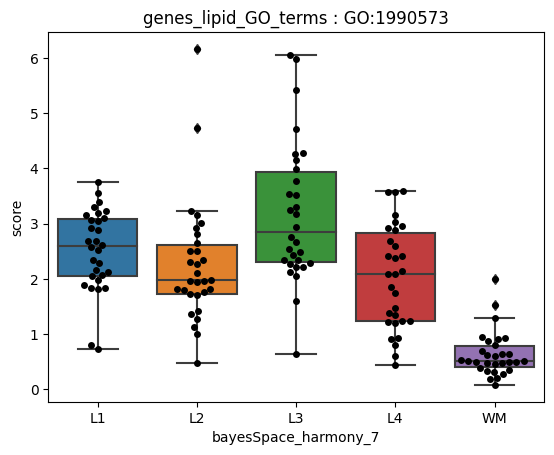 genes_lipid_GO_terms : GO:1990573
6
5
4
3
2
1
0
score
L1 L2 L3 L4 WM
bayesSpace_harmony_7